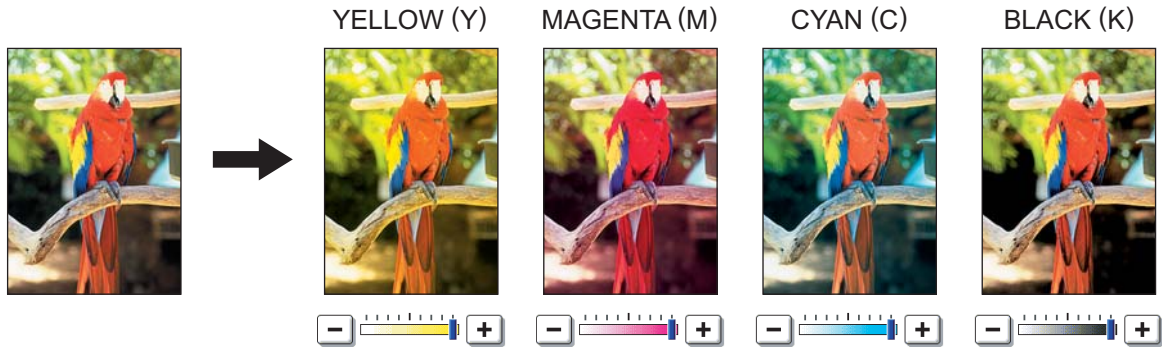 YELLOW (Y) MAGENTA (M) CYAN (C) BLACK (K)
− + − + − + − +